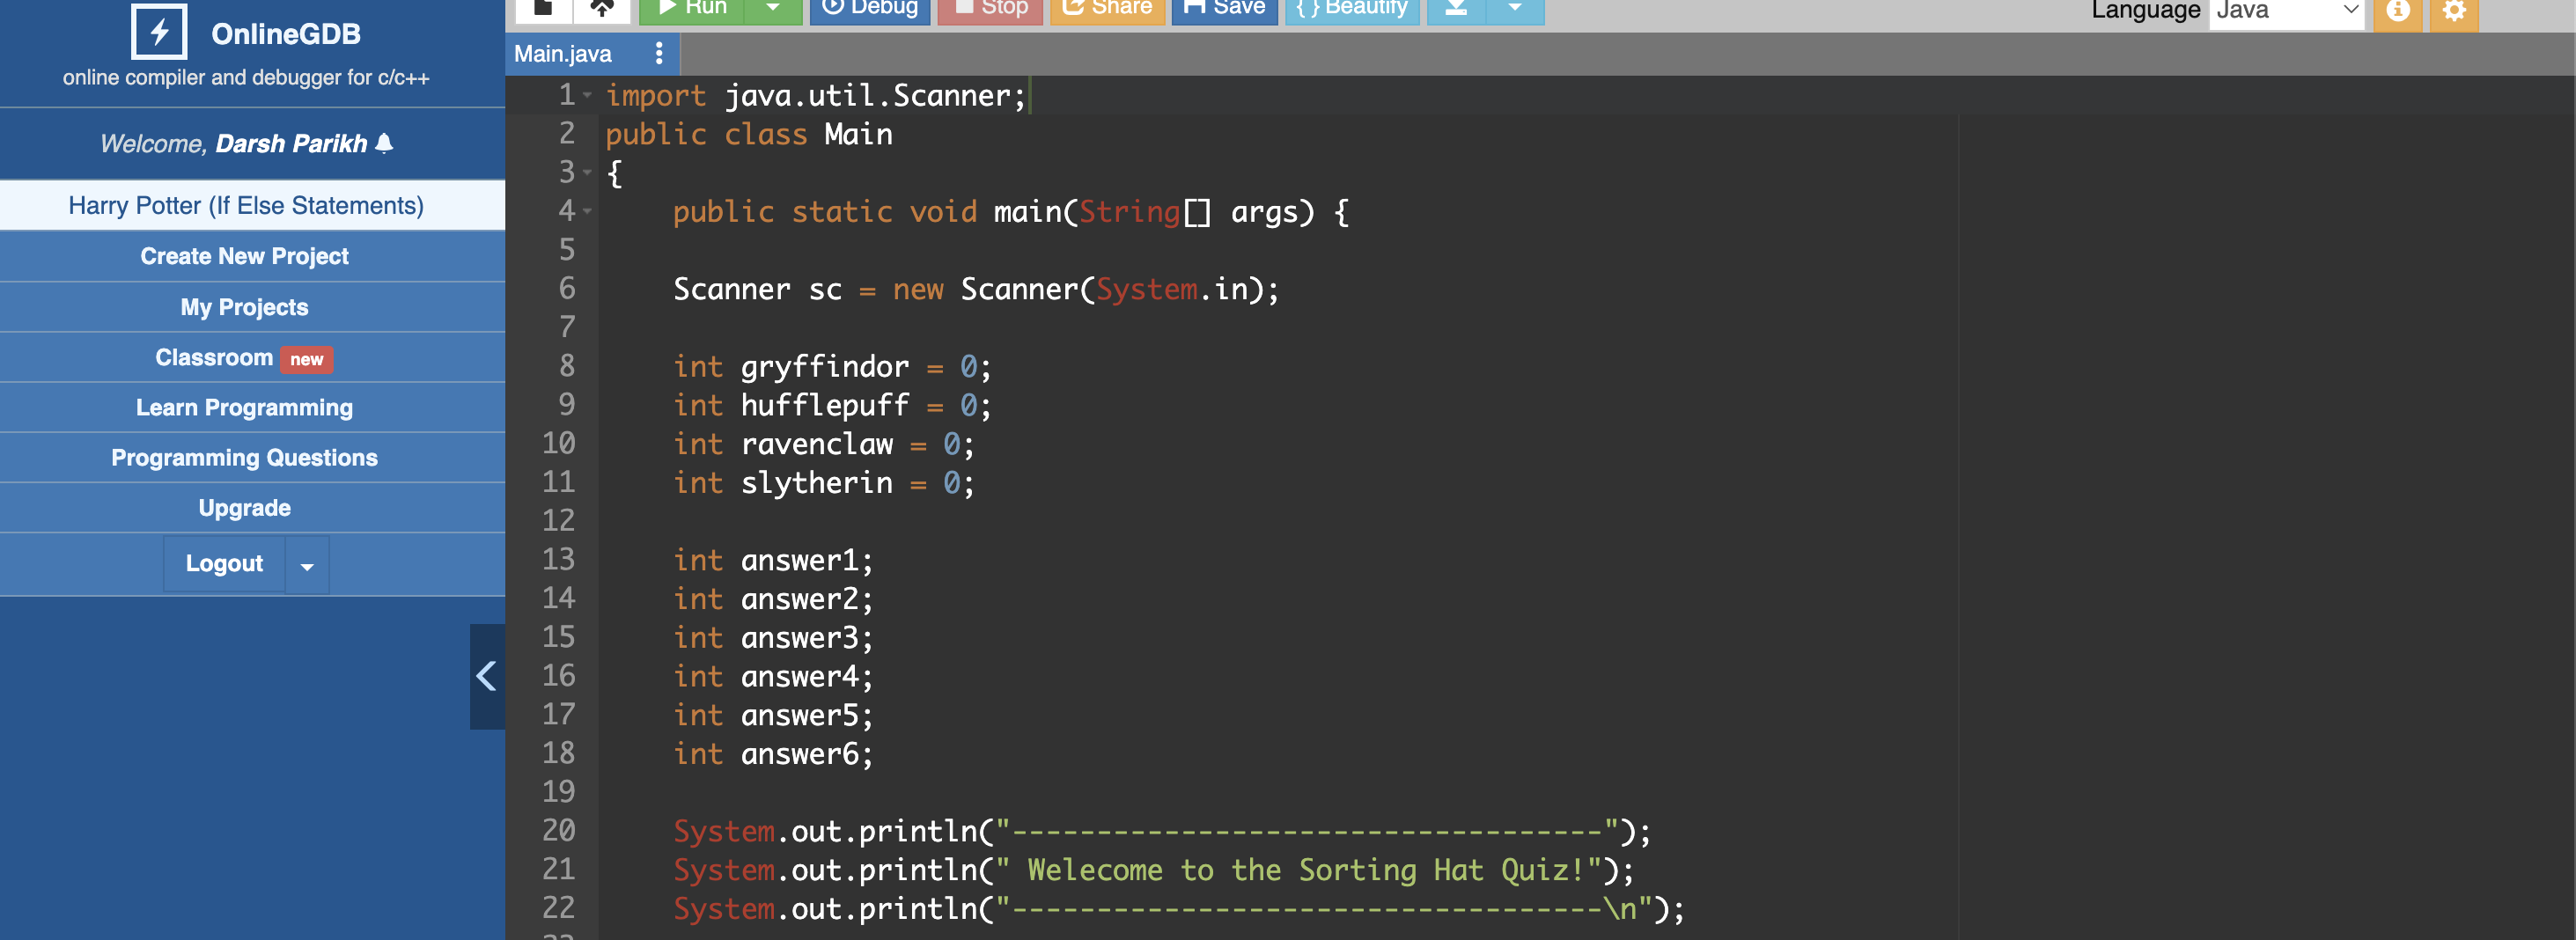 OnlineGDB
online compiler and debugger for c/c++
Welcome, Darsh Parikh
Harry Potter (If Else Statements)
Create New Project
My Projects
Classroom new
Learn Programming
Programming Questions
Upgrade
Logout
Run Debug Stop Share Save { } Beautify Language Java
Main.java
1 import java.util.Scanner;
2 public class Main
3 {
4 public static void main(String[] args) {
5
6 Scanner sc = new Scanner(System.in);
7
8 int gryffindor = 0;
9 int hufflepuff = 0;
10 int ravenclaw = 0;
11 int slytherin = 0;
12
13 int answer1;
14 int answer2;
15 int answer3;
16 int answer4;
17 int answer5;
18 int answer6;
19
20 System.out.println("-----------------------------------");
21 System.out.println(" Welecome to the Sorting Hat Quiz!");
22 System.out.println("-----------------------------------\n");